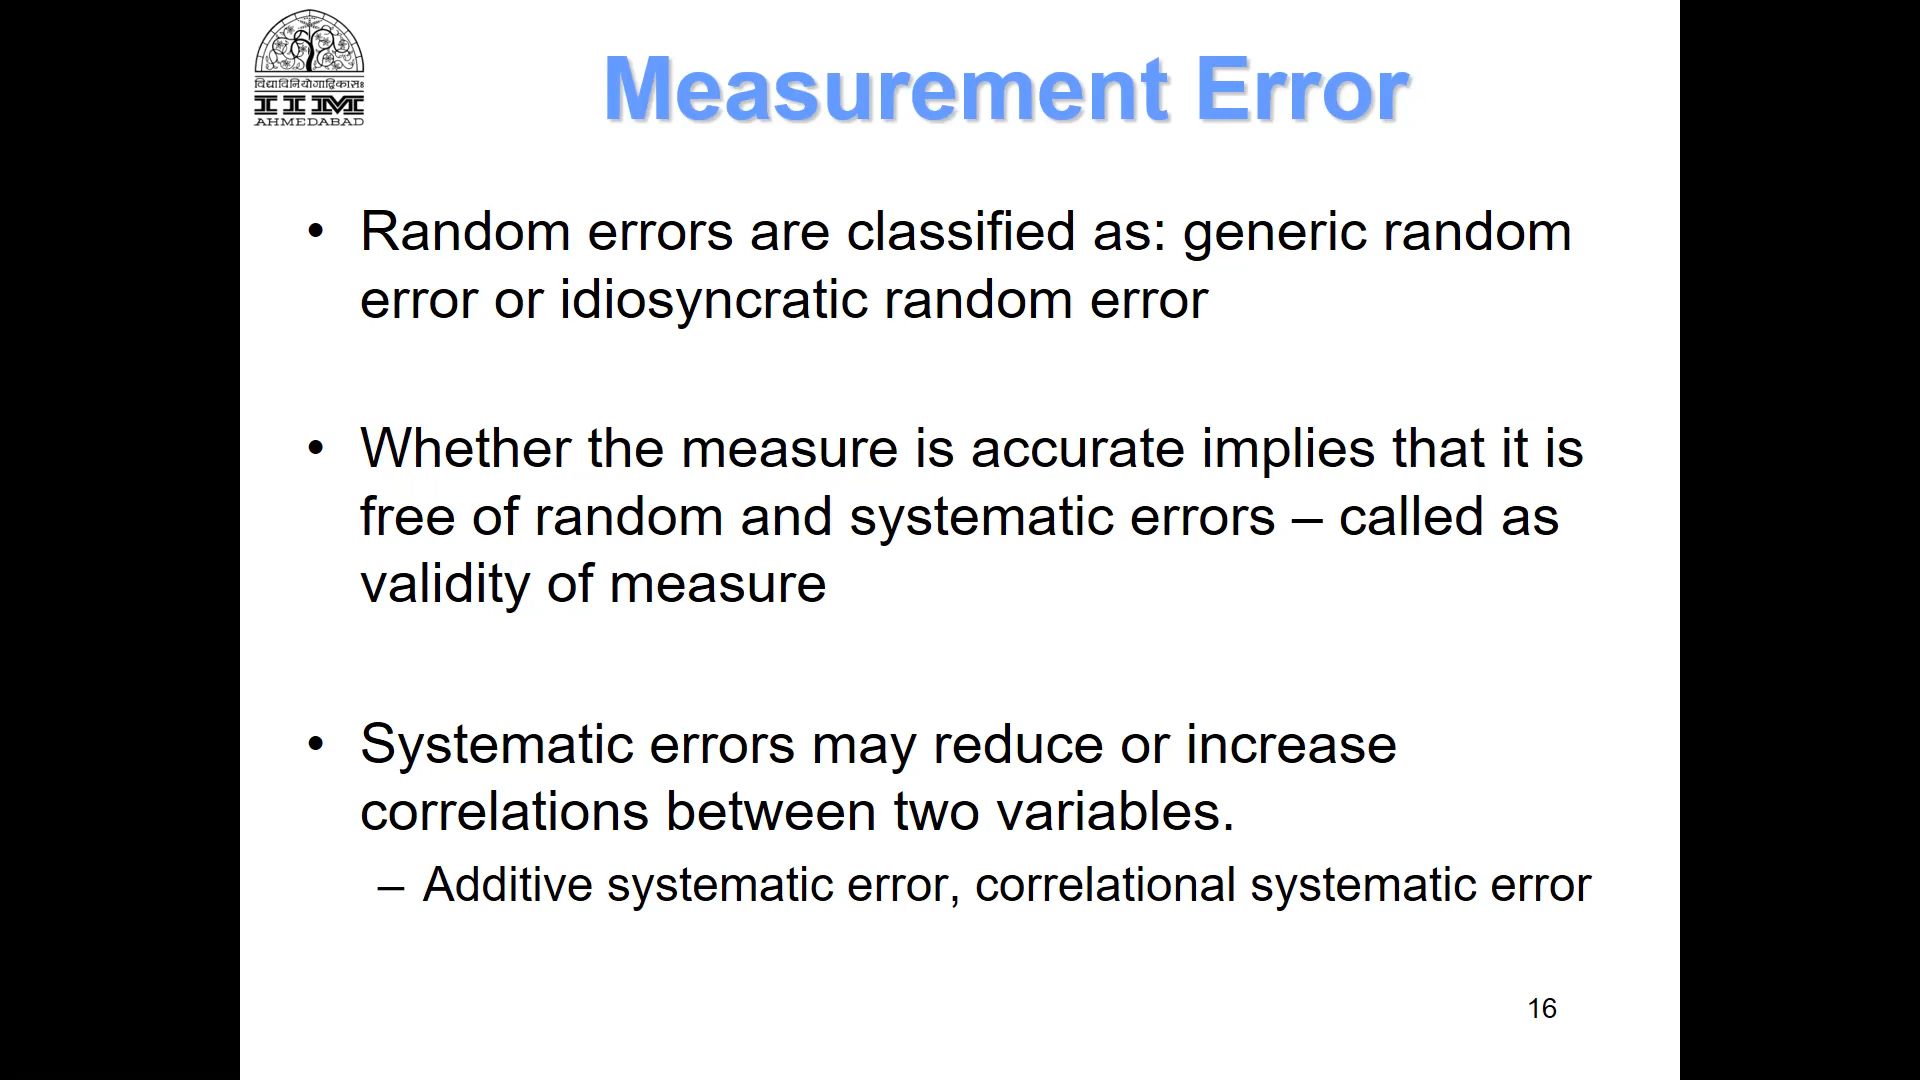 विद्याविनियोगाद्विकासः
IIM
AHMEDABAD
Measurement Error
• Random errors are classified as: generic random
error or idiosyncratic random error
• Whether the measure is accurate implies that it is
free of random and systematic errors – called as
validity of measure
• Systematic errors may reduce or increase
correlations between two variables.
– Additive systematic error, correlational systematic error
16